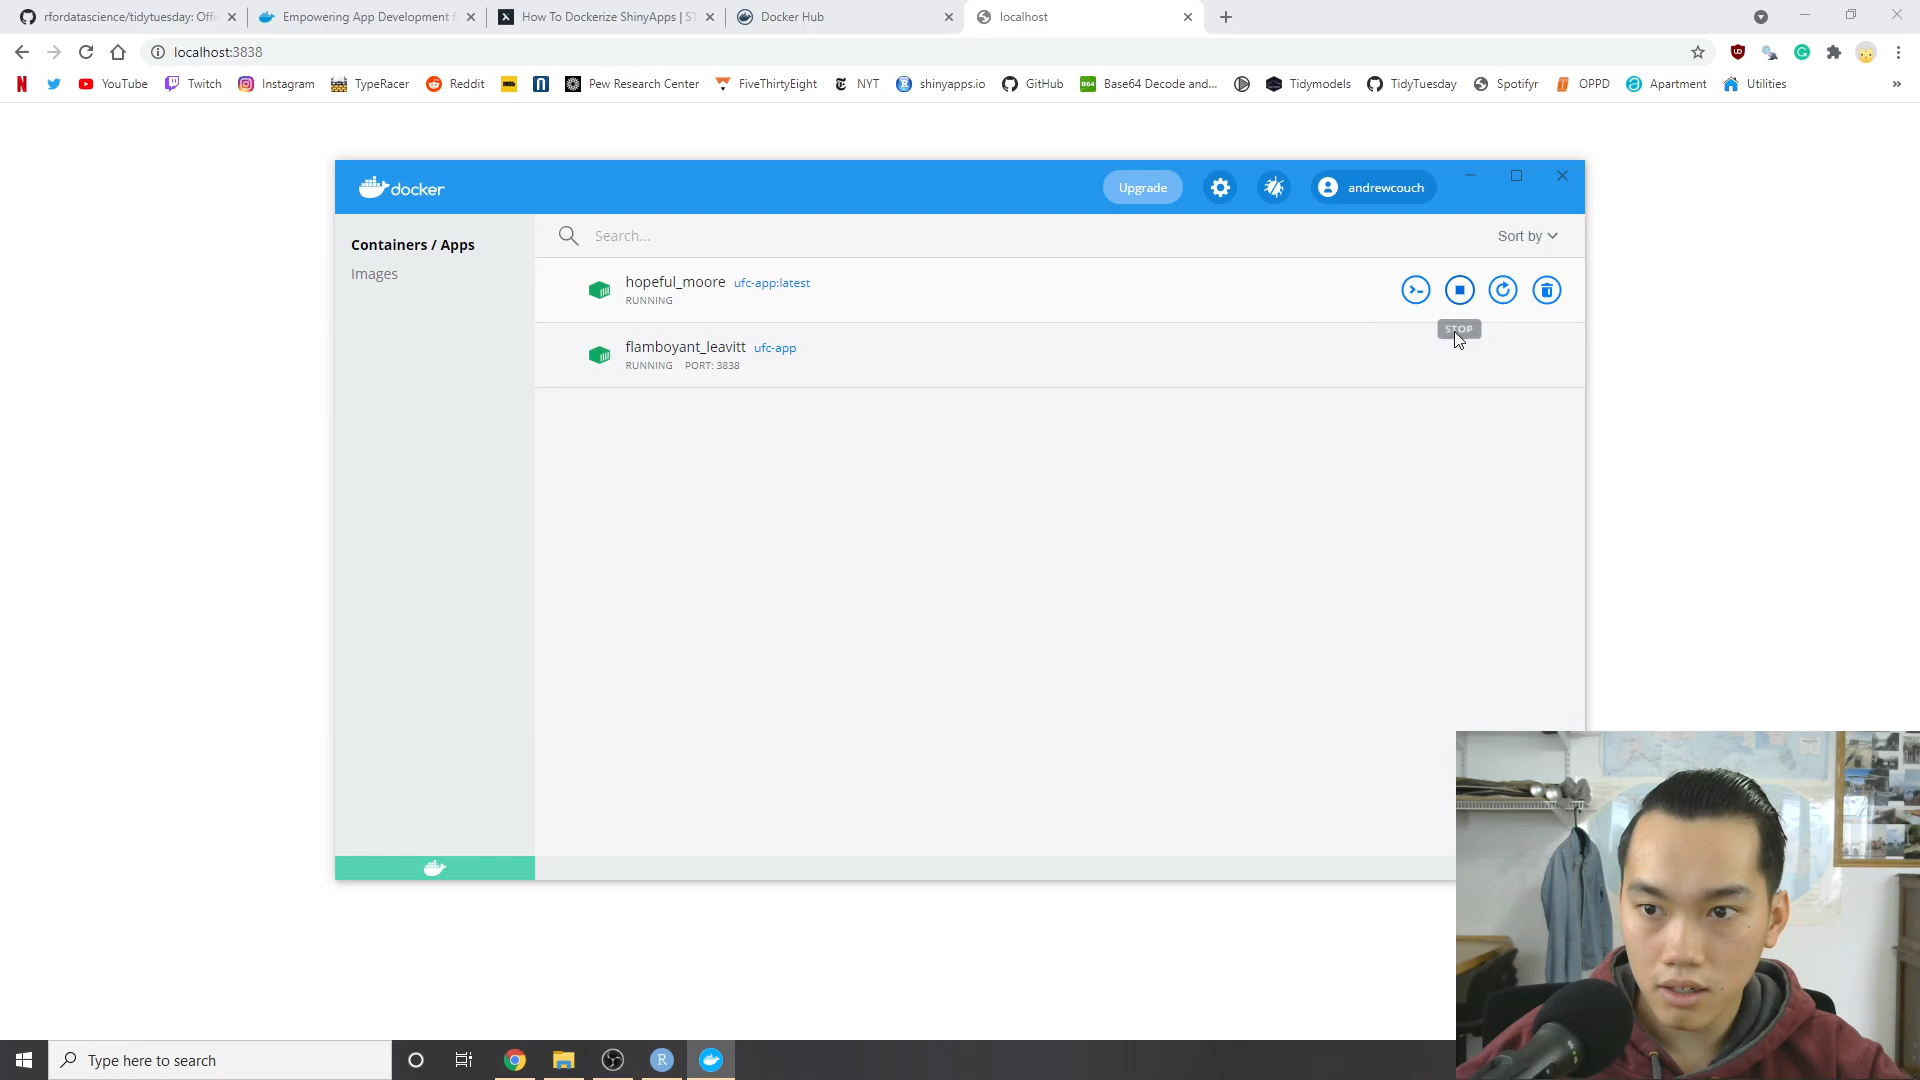 rfordatascience/tidytuesday: Offi
Empowering App Development f
How To Dockerize ShinyApps | ST
Docker Hub
localhost
localhost:3838
YouTube
Twitch
Instagram
TypeRacer
Reddit
Pew Research Center
FiveThirtyEight
NYT
shinyapps.io
GitHub
Base64 Decode and...
Tidymodels
TidyTuesday
Spotifyr
OPPD
Apartment
Utilities
»
docker
Upgrade
andrewcouch
Containers / Apps
Images
Search...
Sort by
hopeful_moore ufc-app:latest
RUNNING
STOP
flamboyant_leavitt ufc-app
RUNNING PORT: 3838
Type here to search